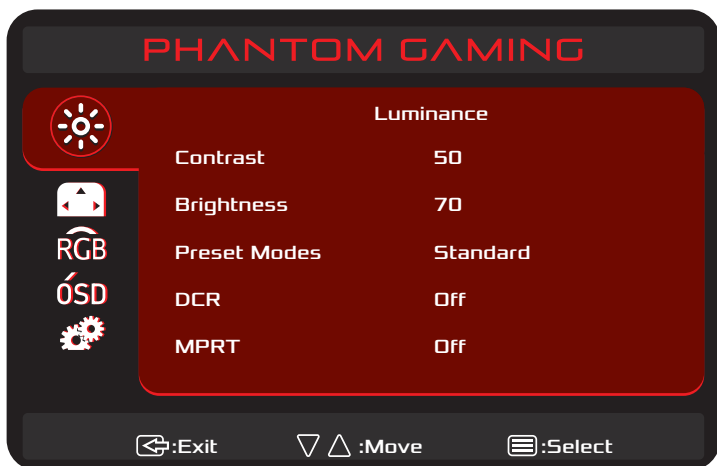 PHANTOM GAMING
Luminance
Contrast 50
Brightness 70
Preset Modes Standard
DCR Off
MPRT Off
RGB
OSD
:Exit :Move :Select